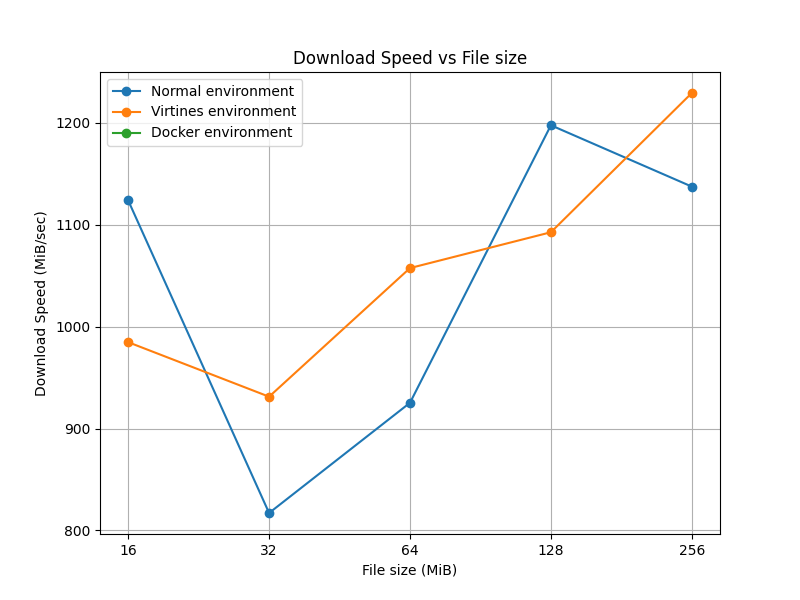 Download Speed vs File size
Normal environment
Virtines environment
Docker environment
Download Speed (MiB/sec)
1200
1100
1000
900
800
16 32 64 128 256
File size (MiB)